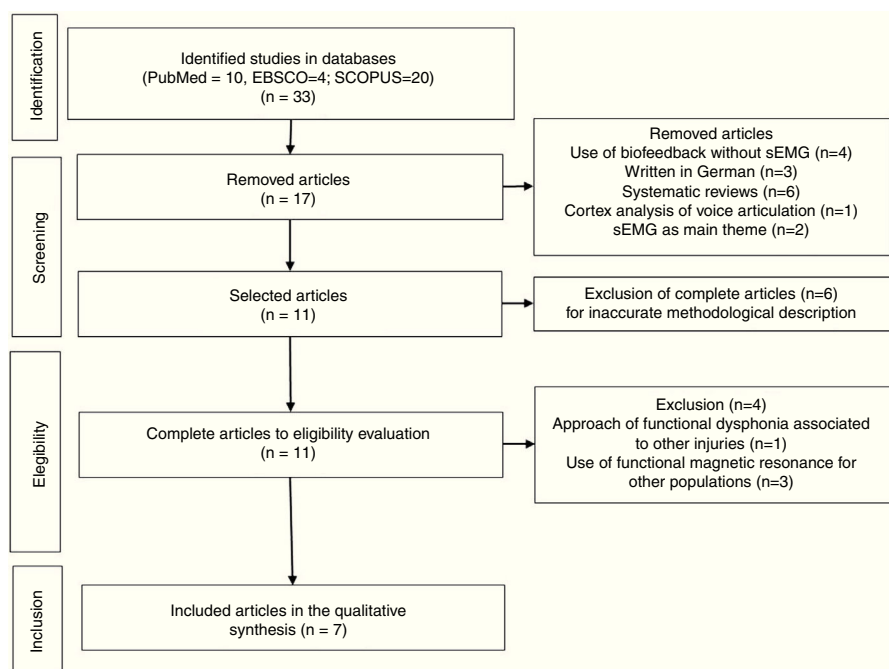 Identification
Identified studies in databases
(PubMed = 10, EBSCO=4; SCOPUS=20)
(n = 33)
Screening
Removed articles
(n = 17)
Removed articles
Use of biofeedback without sEMG (n=4)
Written in German (n=3)
Systematic reviews (n=6)
Cortex analysis of voice articulation (n=1)
sEMG as main theme (n=2)
Selected articles
(n = 11)
Exclusion of complete articles (n=6)
for inaccurate methodological description
Elegibility
Complete articles to eligibility evaluation
(n = 11)
Exclusion (n=4)
Approach of functional dysphonia associated
to other injuries (n=1)
Use of functional magnetic resonance for
other populations (n=3)
Inclusion
Included articles in the qualitative
synthesis (n = 7)